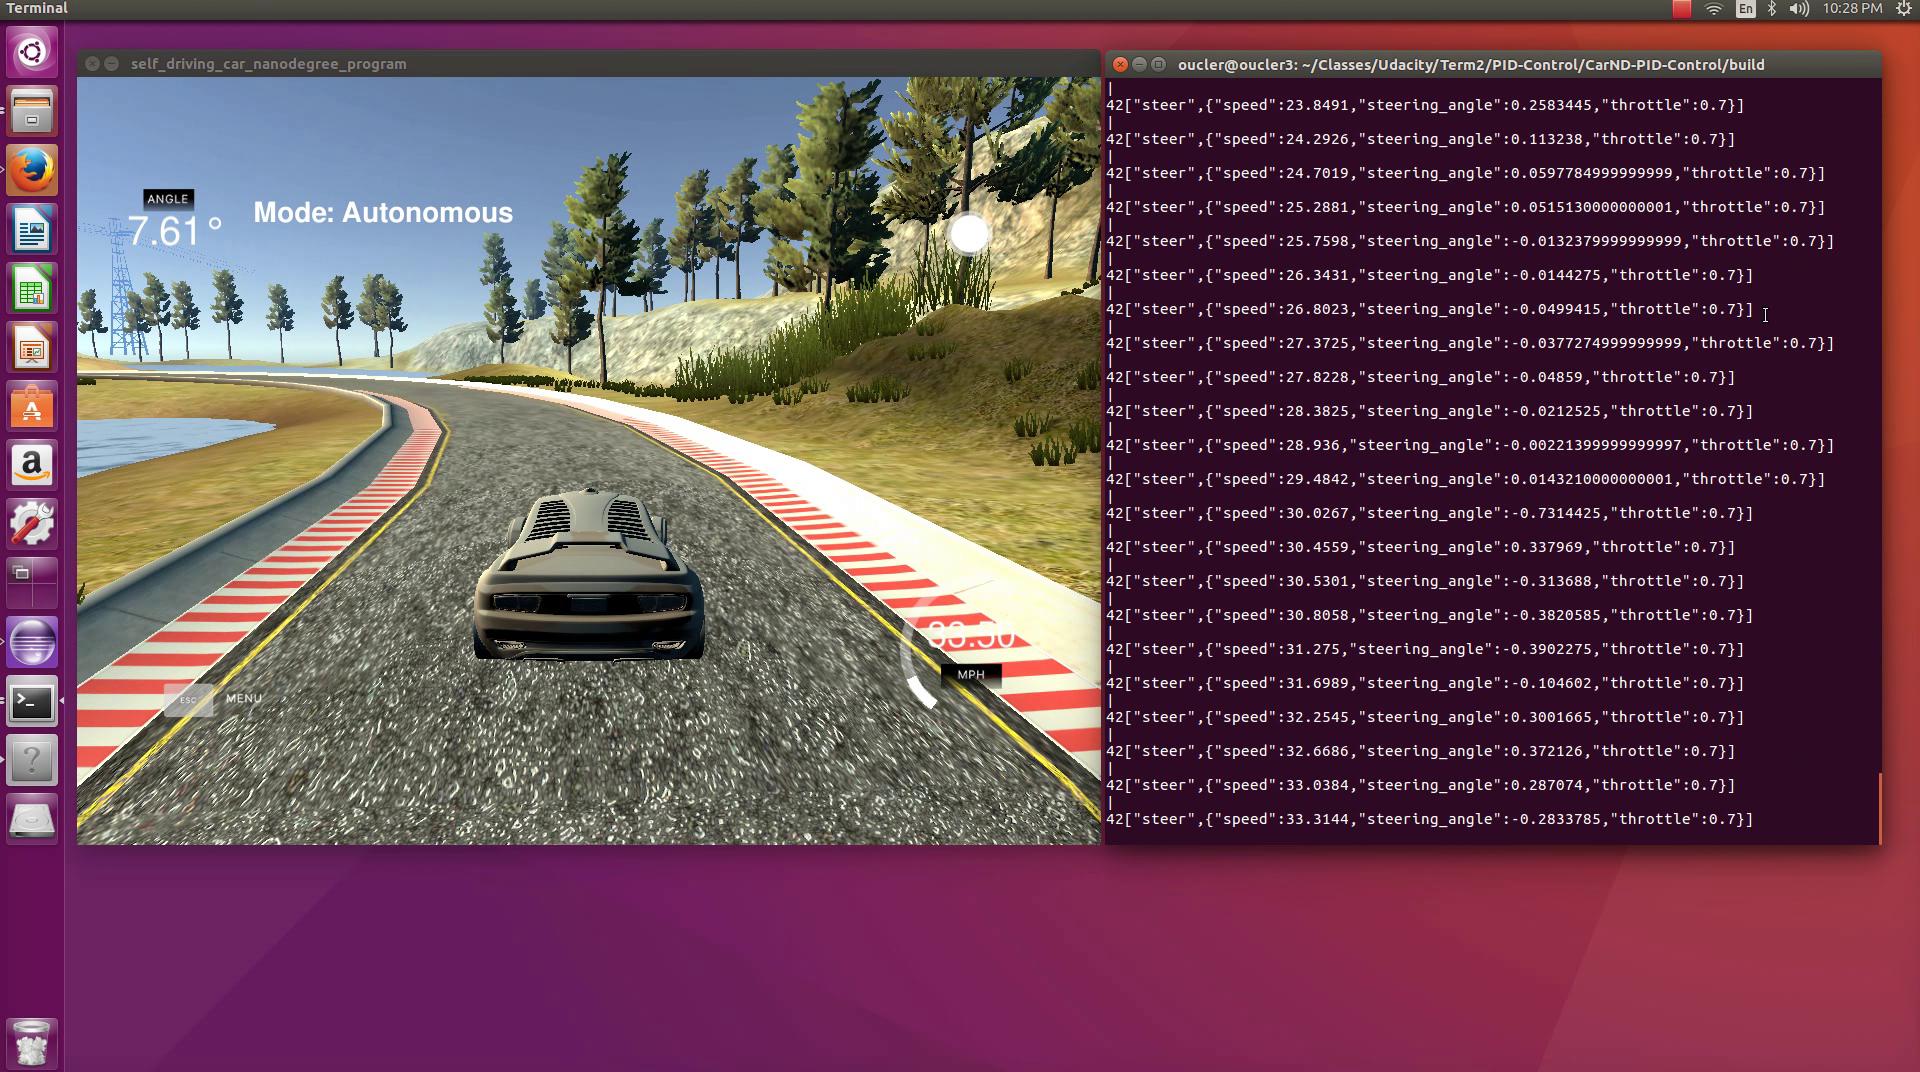 Terminal
En
10:28 PM
self_driving_car_nanodegree_program
ANGLE
7.61°
Mode: Autonomous
33.50
MPH
ESC
MENU
oucler@oucler3: ~/Classes/Udacity/Term2/PID-Control/CarND-PID-Control/build
|
42["steer",{"speed":23.8491,"steering_angle":0.2583445,"throttle":0.7}]
|
42["steer",{"speed":24.2926,"steering_angle":0.113238,"throttle":0.7}]
|
42["steer",{"speed":24.7019,"steering_angle":0.0597784999999999,"throttle":0.7}]
|
42["steer",{"speed":25.2881,"steering_angle":0.0515130000000001,"throttle":0.7}]
|
42["steer",{"speed":25.7598,"steering_angle":-0.0132379999999999,"throttle":0.7}]
|
42["steer",{"speed":26.3431,"steering_angle":-0.0144275,"throttle":0.7}]
|
42["steer",{"speed":26.8023,"steering_angle":-0.0499415,"throttle":0.7}]
|
42["steer",{"speed":27.3725,"steering_angle":-0.0377274999999999,"throttle":0.7}]
|
42["steer",{"speed":27.8228,"steering_angle":-0.04859,"throttle":0.7}]
|
42["steer",{"speed":28.3825,"steering_angle":-0.0212525,"throttle":0.7}]
|
42["steer",{"speed":28.936,"steering_angle":-0.00221399999999997,"throttle":0.7}]
|
42["steer",{"speed":29.4842,"steering_angle":0.0143210000000001,"throttle":0.7}]
|
42["steer",{"speed":30.0267,"steering_angle":-0.7314425,"throttle":0.7}]
|
42["steer",{"speed":30.4559,"steering_angle":0.337969,"throttle":0.7}]
|
42["steer",{"speed":30.5301,"steering_angle":-0.313688,"throttle":0.7}]
|
42["steer",{"speed":30.8058,"steering_angle":-0.3820585,"throttle":0.7}]
|
42["steer",{"speed":31.275,"steering_angle":-0.3902275,"throttle":0.7}]
|
42["steer",{"speed":31.6989,"steering_angle":-0.104602,"throttle":0.7}]
|
42["steer",{"speed":32.2545,"steering_angle":0.3001665,"throttle":0.7}]
|
42["steer",{"speed":32.6686,"steering_angle":0.372126,"throttle":0.7}]
|
42["steer",{"speed":33.0384,"steering_angle":0.287074,"throttle":0.7}]
|
42["steer",{"speed":33.3144,"steering_angle":-0.2833785,"throttle":0.7}]